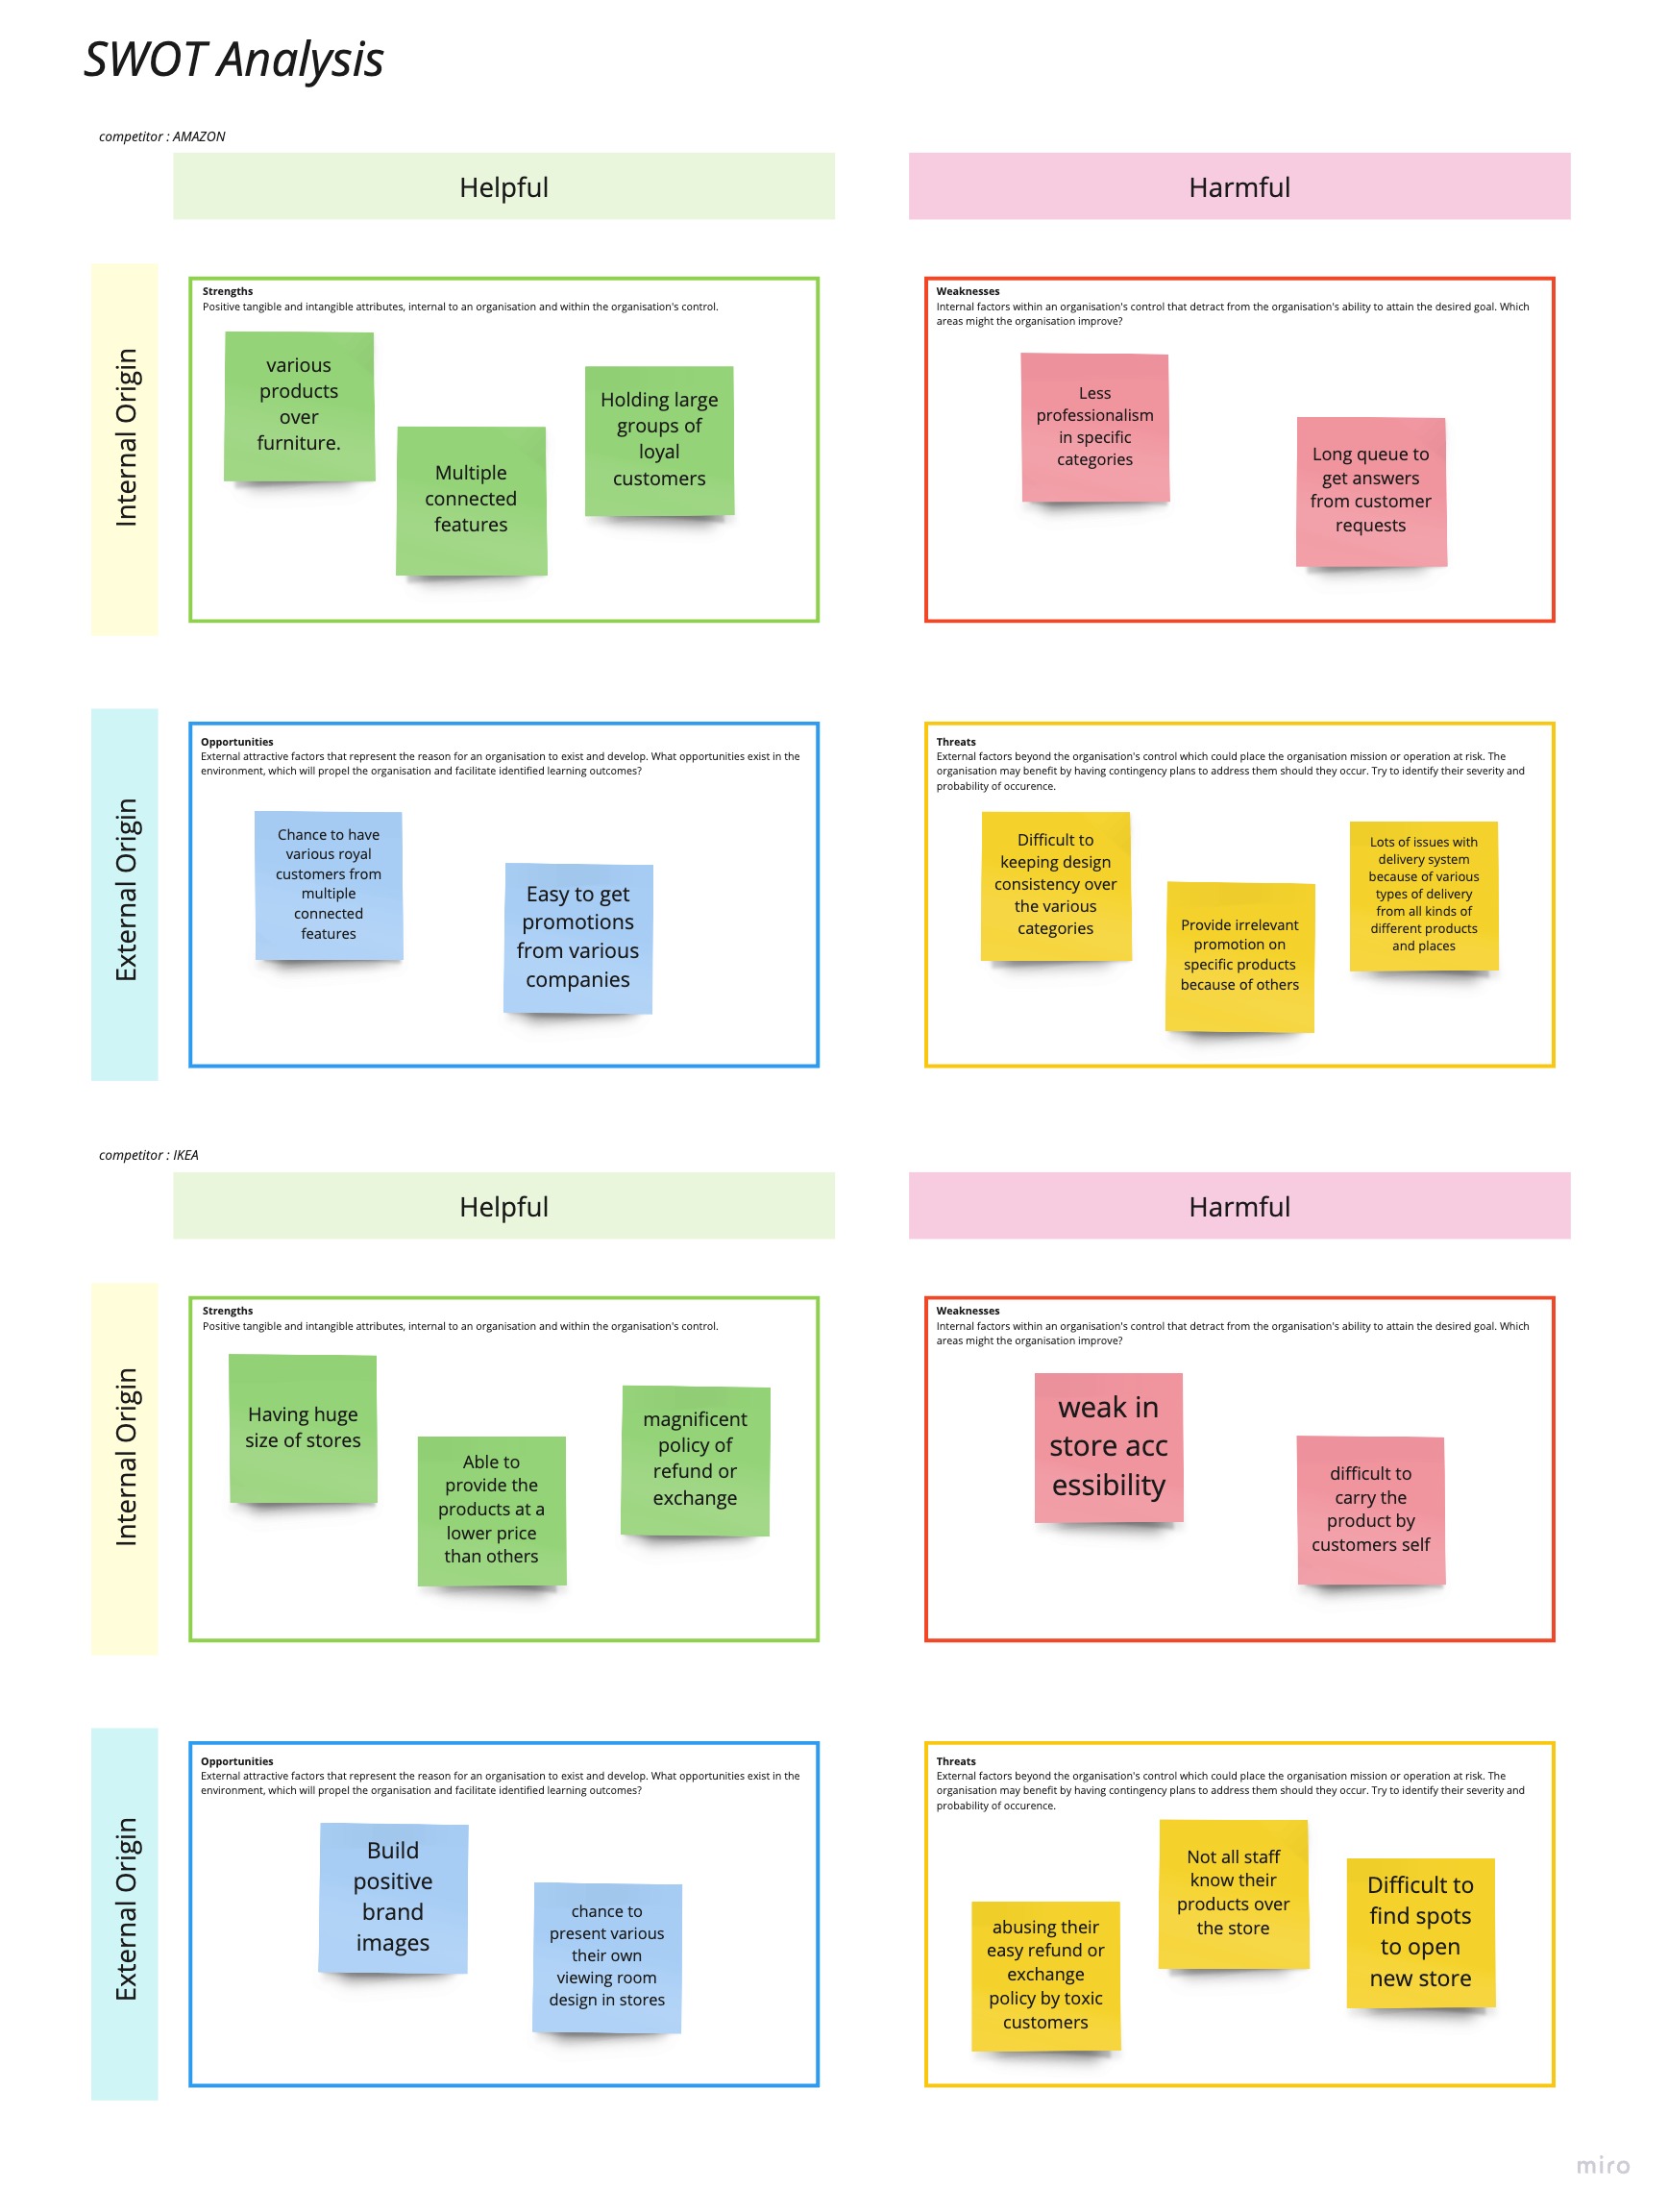 SWOT Analysis
competitor : AMAZON
Helpful
Harmful
Internal Origin
Strengths
Positive tangible and intangible attributes, internal to an organisation and within the organisation's control.
various
products
over
furniture.
Multiple
connected
features
Holding large
groups of
loyal
customers
Weaknesses
Internal factors within an organisation's control that detract from the organisation's ability to attain the desired goal. Which
areas might the organisation improve?
Less
professionalism
in specific
categories
Long queue to
get answers
from customer
requests
External Origin
Opportunities
External attractive factors that represent the reason for an organisation to exist and develop. What opportunities exist in the
environment, which will propel the organisation and facilitate identified learning outcomes?
Chance to have
various royal
customers from
multiple
connected
features
Easy to get
promotions
from various
companies
Threats
External factors beyond the organisation's control which could place the organisation mission or operation at risk. The
organisation may benefit by having contingency plans to address them should they occur. Try to identify their severity and
probability of occurence.
Difficult to
keeping design
consistency over
the various
categories
Provide irrelevant
promotion on
specific products
because of others
Lots of issues with
delivery system
because of various
types of delivery
from all kinds of
different products
and places
competitor : IKEA
Helpful
Harmful
Internal Origin
Strengths
Positive tangible and intangible attributes, internal to an organisation and within the organisation's control.
Having huge
size of stores
Able to
provide the
products at a
lower price
than others
magnificent
policy of
refund or
exchange
Weaknesses
Internal factors within an organisation's control that detract from the organisation's ability to attain the desired goal. Which
areas might the organisation improve?
weak in
store acc
essibility
difficult to
carry the
product by
customers self
External Origin
Opportunities
External attractive factors that represent the reason for an organisation to exist and develop. What opportunities exist in the
environment, which will propel the organisation and facilitate identified learning outcomes?
Build
positive
brand
images
chance to
present various
their own
viewing room
design in stores
Threats
External factors beyond the organisation's control which could place the organisation mission or operation at risk. The
organisation may benefit by having contingency plans to address them should they occur. Try to identify their severity and
probability of occurence.
abusing their
easy refund or
exchange
policy by toxic
customers
Not all staff
know their
products over
the store
Difficult to
find spots
to open
new store
miro